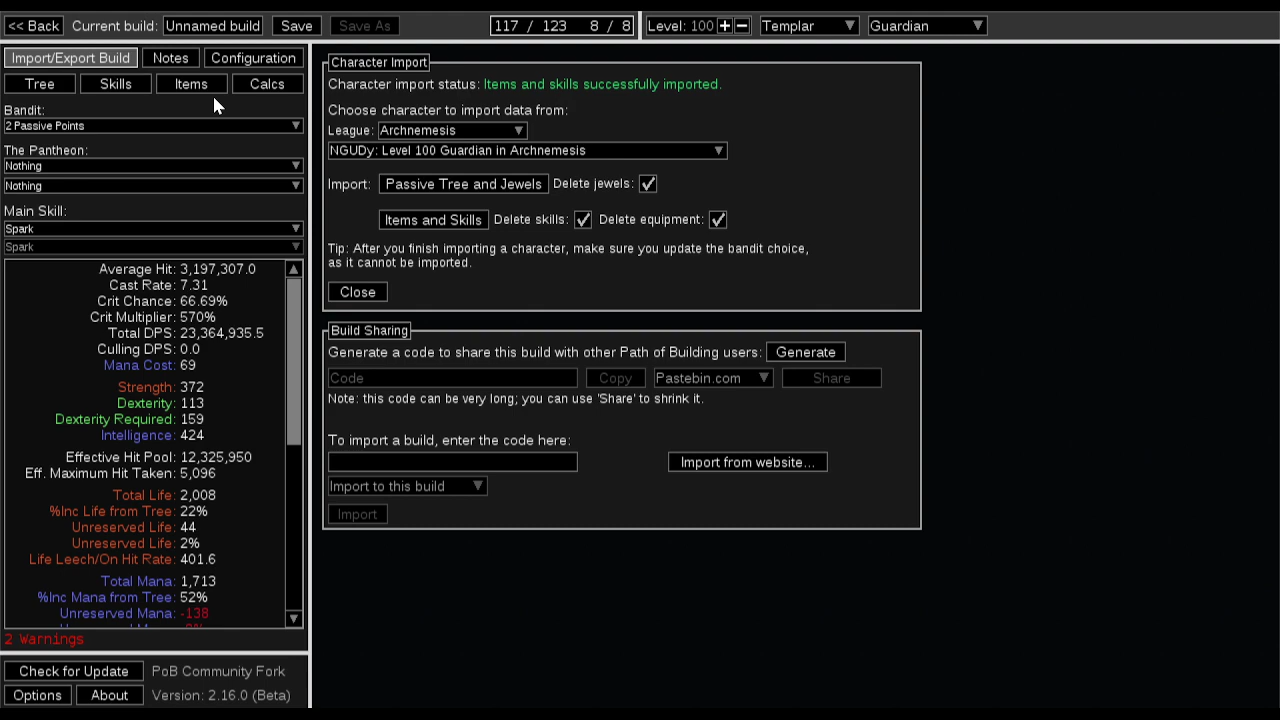 << Back Current build: Unnamed build Save Save As 117 / 123 8 / 8 Level: 100 Templar Guardian
Import/Export Build Notes Configuration
Tree Skills Items Calcs
Bandit:
2 Passive Points
The Pantheon:
Nothing
Nothing
Main Skill:
Spark
Spark
Average Hit: 3,197,307.0
Cast Rate: 7.31
Crit Chance: 66.69%
Crit Multiplier: 570%
Total DPS: 23,364,935.5
Culling DPS: 0.0
Mana Cost: 69
Strength: 372
Dexterity: 113
Dexterity Required: 159
Intelligence: 424
Effective Hit Pool: 12,325,950
Eff. Maximum Hit Taken: 5,096
Total Life: 2,008
%Inc Life from Tree: 22%
Unreserved Life: 44
Unreserved Life: 2%
Life Leech/On Hit Rate: 401.6
Total Mana: 1,713
%Inc Mana from Tree: 52%
Unreserved Mana: -138
2 Warnings
Check for Update PoB Community Fork
Options About Version: 2.16.0 (Beta)
Character Import
Character import status: Items and skills successfully imported.
Choose character to import data from:
League: Archnemesis
NGUDy: Level 100 Guardian in Archnemesis
Import: Passive Tree and Jewels Delete jewels:
Items and Skills Delete skills: Delete equipment:
Tip: After you finish importing a character, make sure you update the bandit choice,
as it cannot be imported.
Close
Build Sharing
Generate a code to share this build with other Path of Building users: Generate
Code Copy Pastebin.com Share
Note: this code can be very long; you can use 'Share' to shrink it.
To import a build, enter the code here:
Import from website...
Import to this build
Import